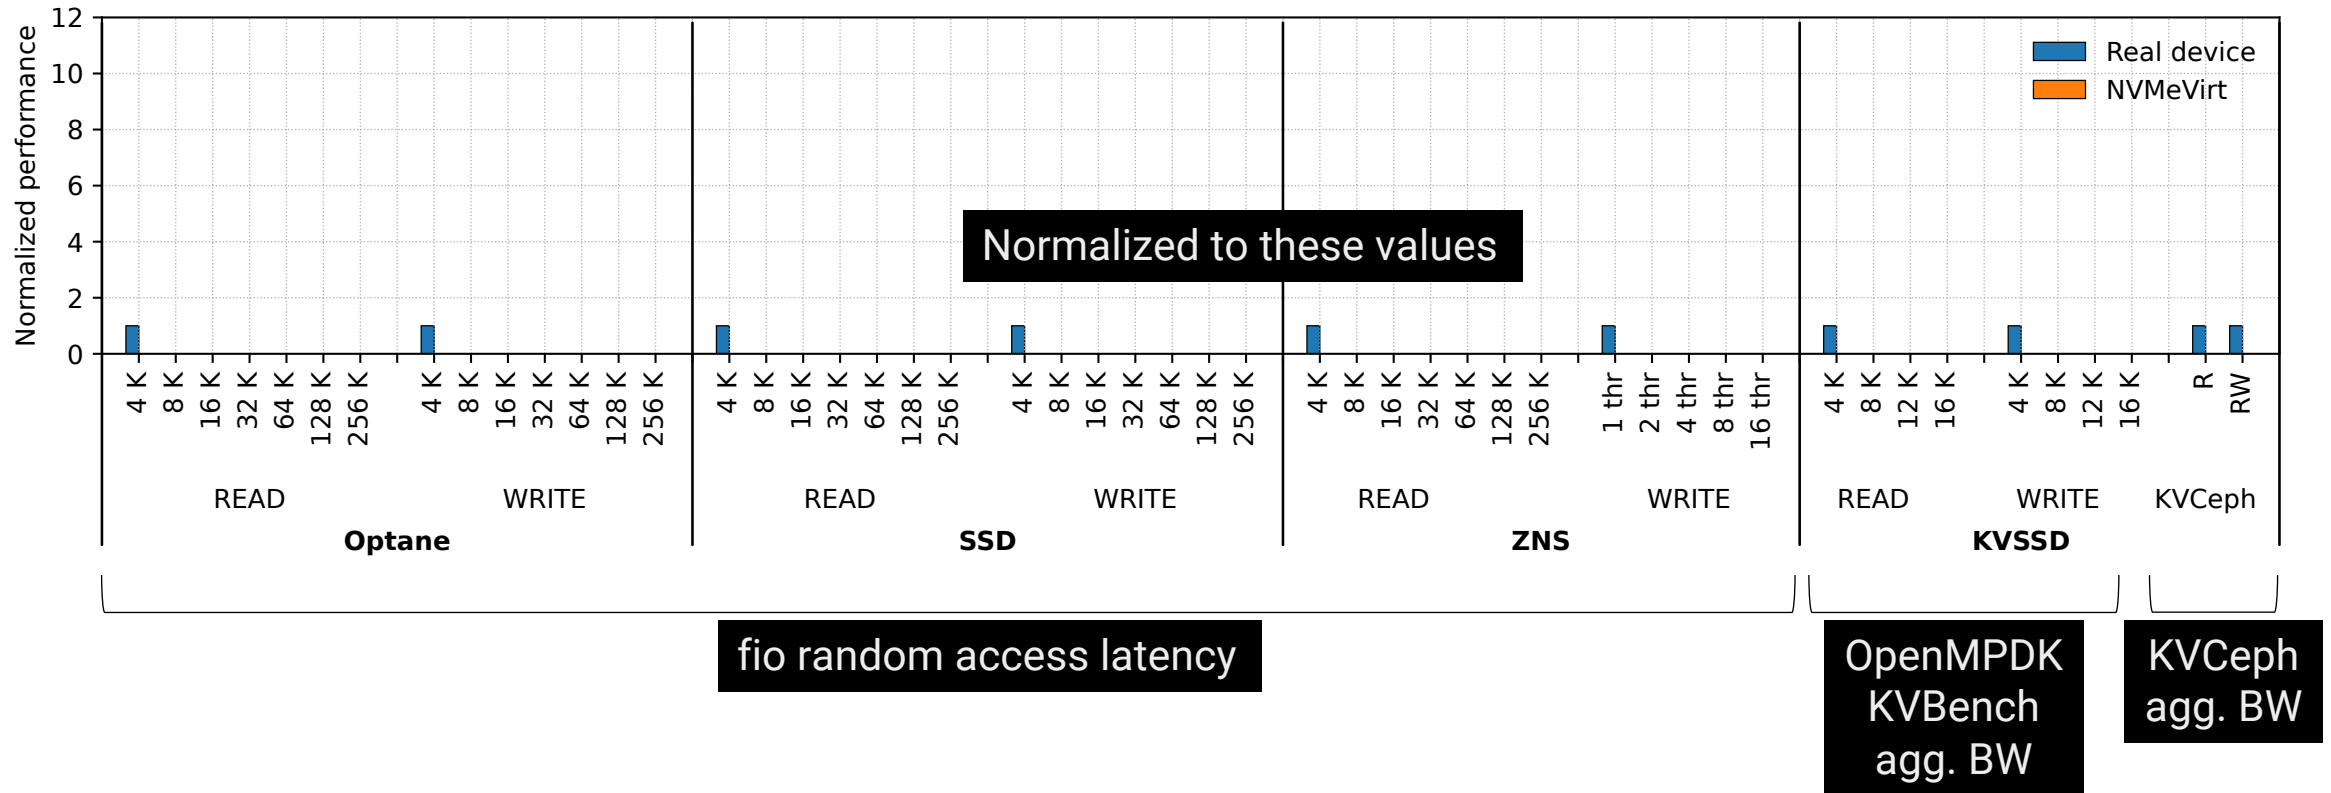 Normalized performance
12
10
8
6
4
2
0
Real device
NVMeVirt
Normalized to these values
4 K 8 K 16 K 32 K 64 K 128 K 256 K 4 K 8 K 16 K 32 K 64 K 128 K 256 K 4 K 8 K 16 K 32 K 64 K 128 K 256 K 4 K 8 K 16 K 32 K 64 K 128 K 256 K 4 K 8 K 16 K 32 K 64 K 128 K 256 K 1 thr 2 thr 4 thr 8 thr 16 thr 4 K 8 K 12 K 16 K 4 K 8 K 12 K 16 K R RW
READ WRITE READ WRITE READ WRITE READ WRITE KVCeph
Optane SSD ZNS KVSSD
fio random access latency
OpenMPDK
KVBench
agg. BW
KVCeph
agg. BW